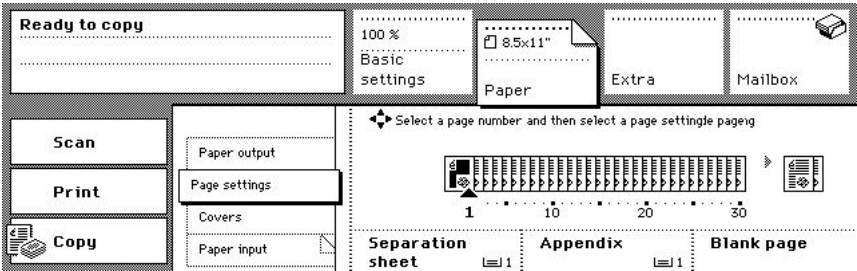 Ready to copy
100 %
Basic
settings
8.5x11"
Paper
Extra
Mailbox
Scan
Print
Copy
Paper output
Page settings
Covers
Paper input
Select a page number and then select a page settingle pageng
1 10 20 30
Separation
sheet 1
Appendix
1
Blank page